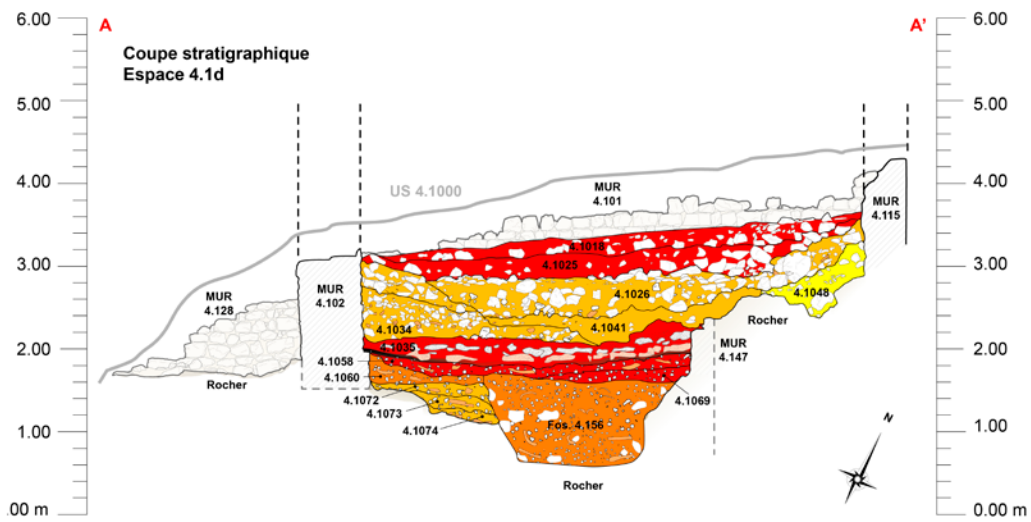 6.00
A
A'
6.00
Coupe stratigraphique
Espace 4.1d
5.00
5.00
US 4.1000
MUR
4.101
4.00
4.00
MUR
4.115
4.1018
4.1025
3.00
3.00
MUR
4.102
MUR
4.128
4.1026
4.1048
4.1034
4.1041
Rocher
4.1035
MUR
4.147
2.00
2.00
4.1058
Rocher
4.1060
4.1069
4.1072
4.1073
4.1074
Fos. 4,156
1.00
1.00
N
Rocher
.00 m
0.00 m